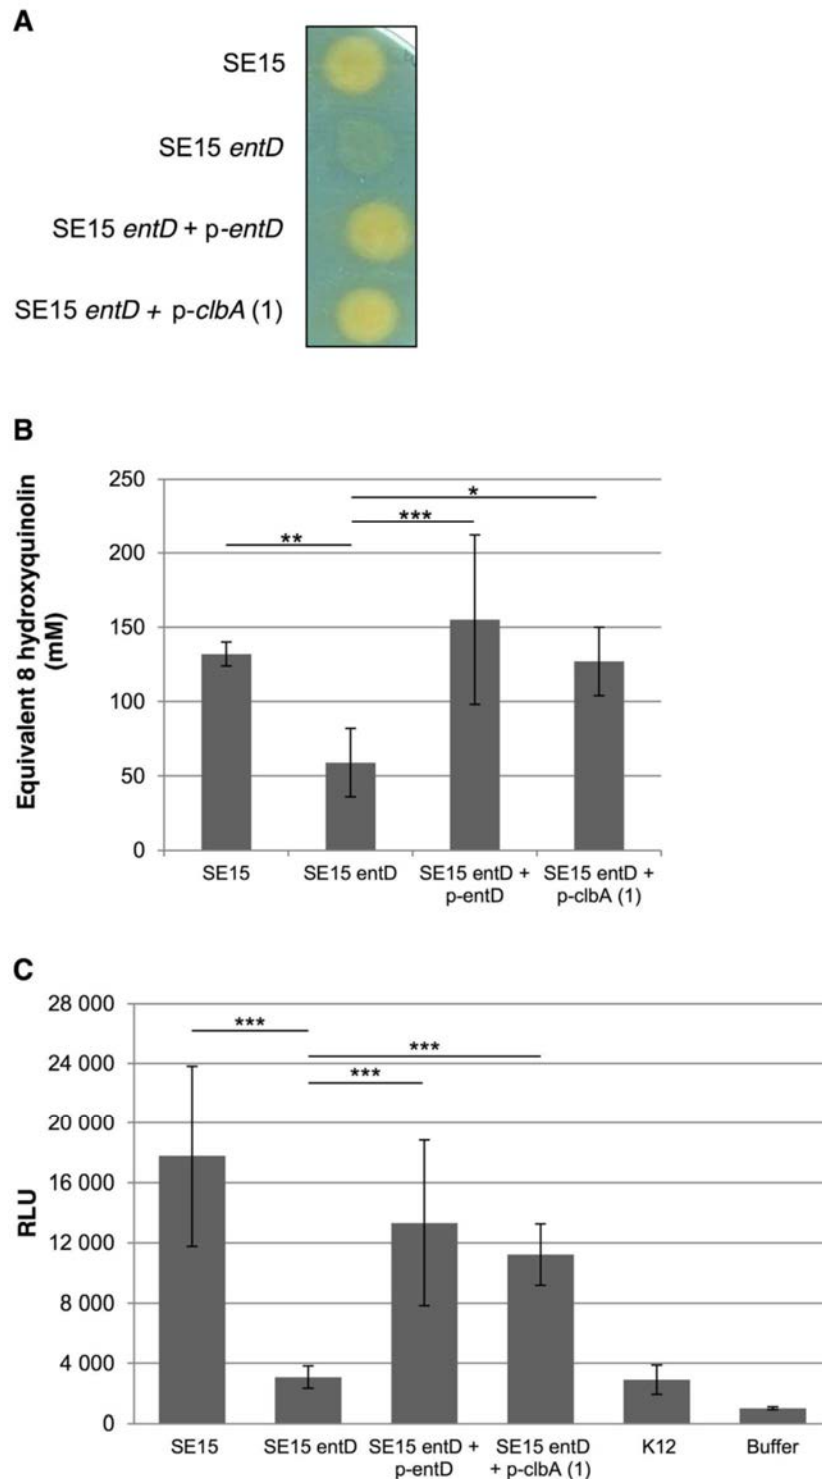 A
SE15
SE15 entD
SE15 entD + p-entD
SE15 entD + p-clbA (1)
B
Equivalent 8 hydroxyquinolin
(mM)
250
200
150
100
50
0
*
***
**
SE15
SE15 entD
SE15 entD +
p-entD
SE15 entD +
p-clbA (1)
C
RLU
28 000
24 000
20 000
16 000
12 000
8 000
4 000
0
***
***
***
SE15
SE15 entD
SE15 entD +
p-entD
SE15 entD
+ p-clbA (1)
K12
Buffer